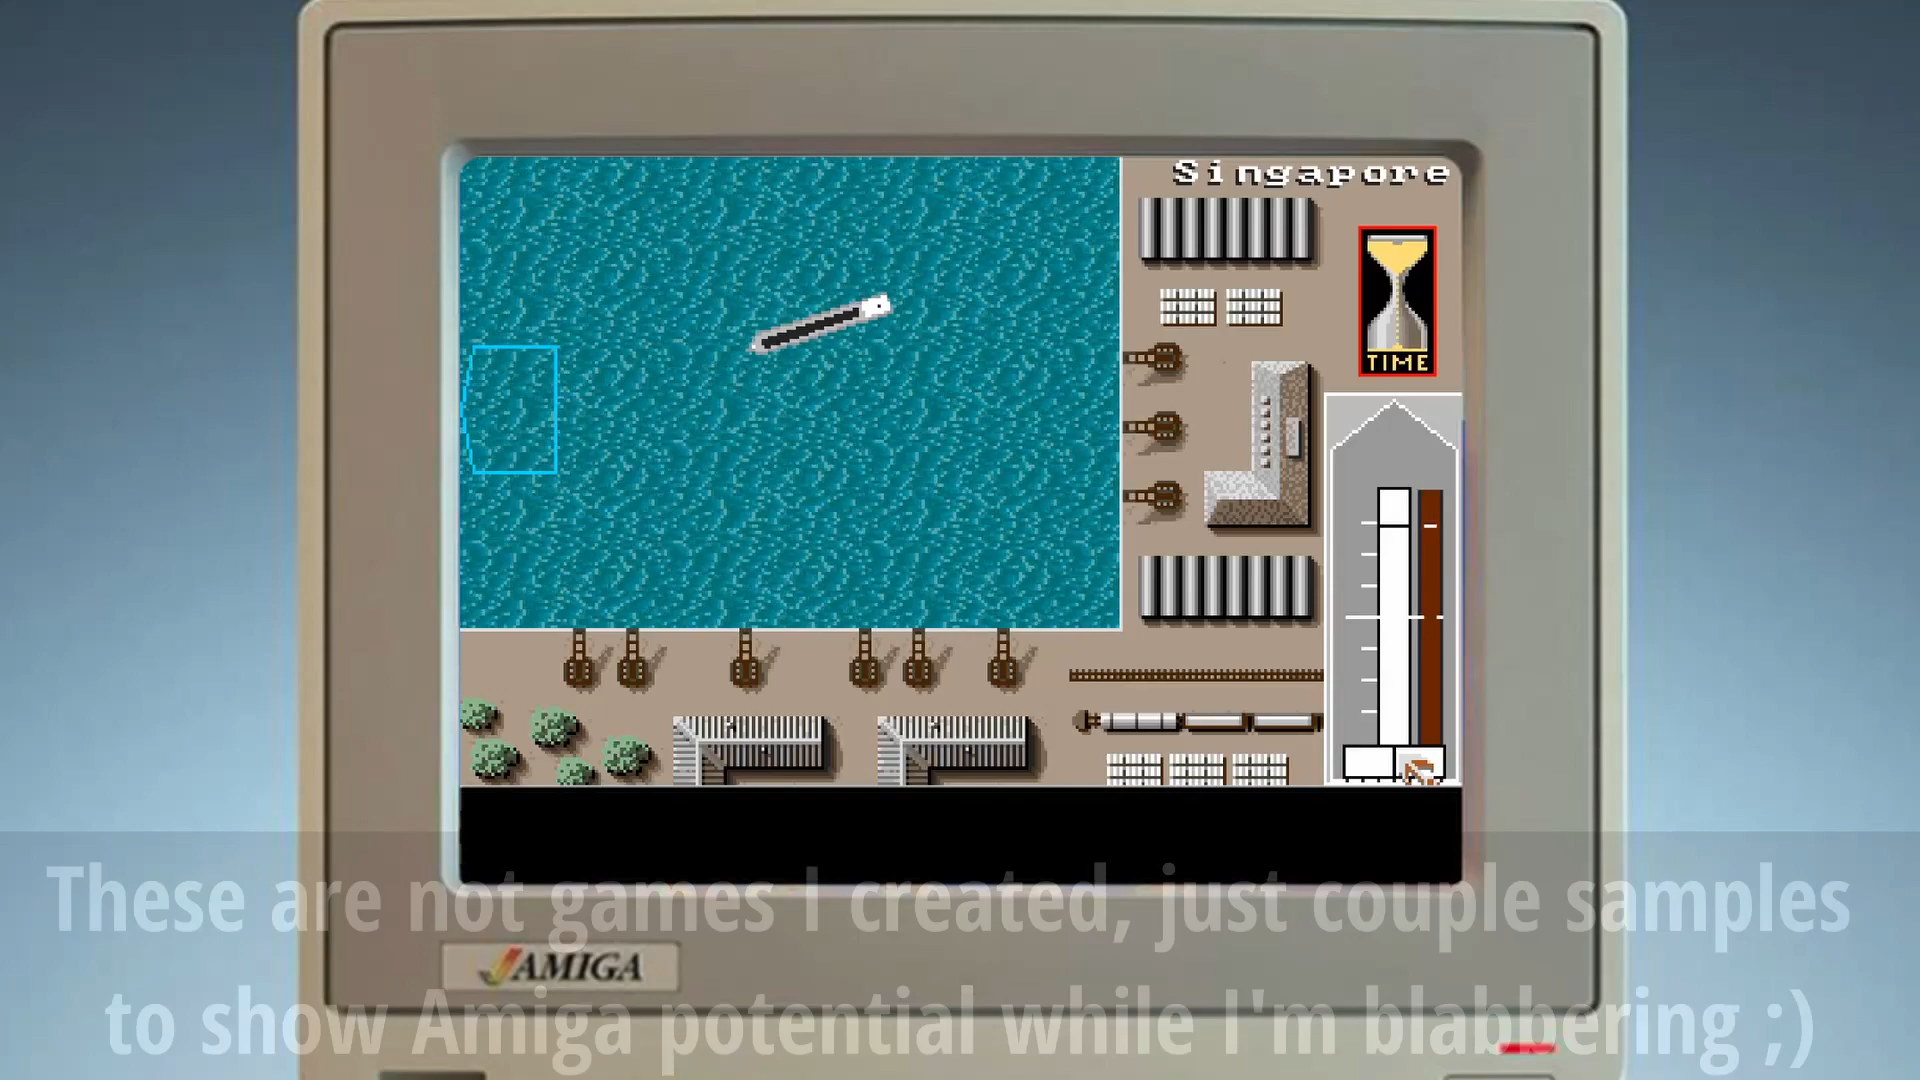 Singapore
TIME
These are not games I created, just couple samples
AMIGA
to show Amiga potential while I'm blabbering ;)